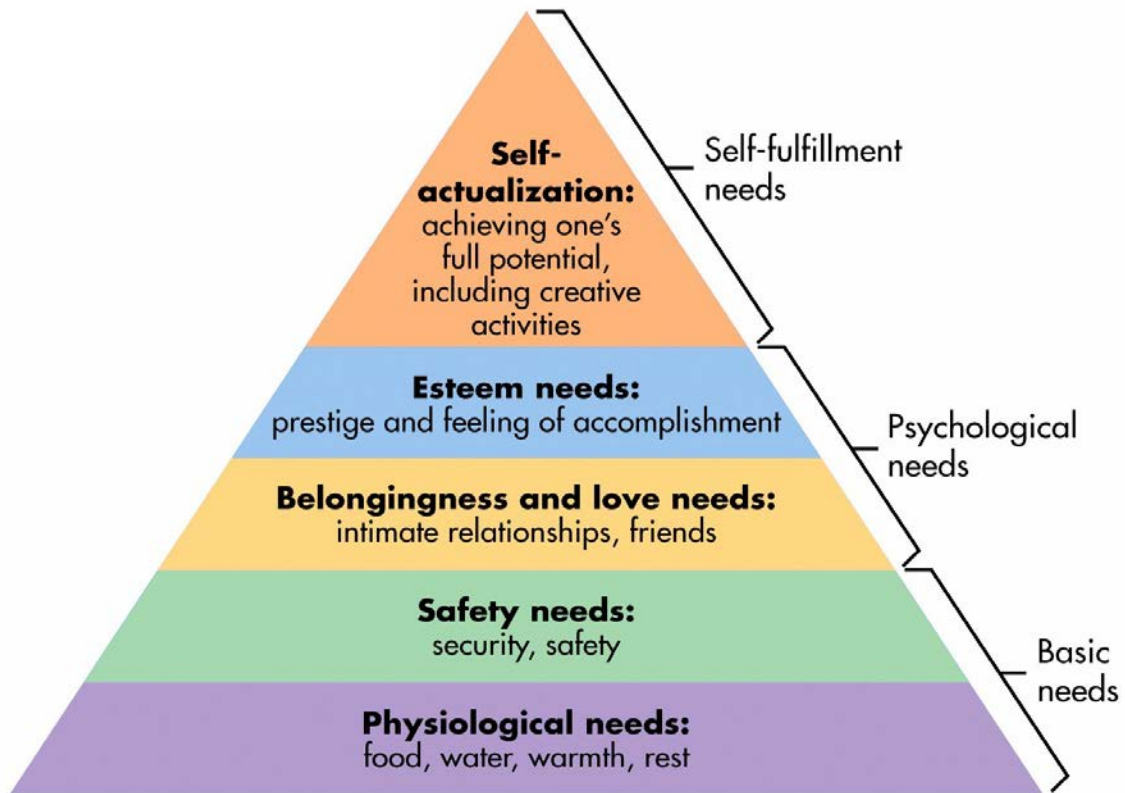 Self-
actualization:
achieving one's
full potential,
including creative
activities
Self-fulfillment
needs
Esteem needs:
prestige and feeling of accomplishment
Psychological
needs
Belongingness and love needs:
intimate relationships, friends
Safety needs:
security, safety
Basic
needs
Physiological needs:
food, water, warmth, rest